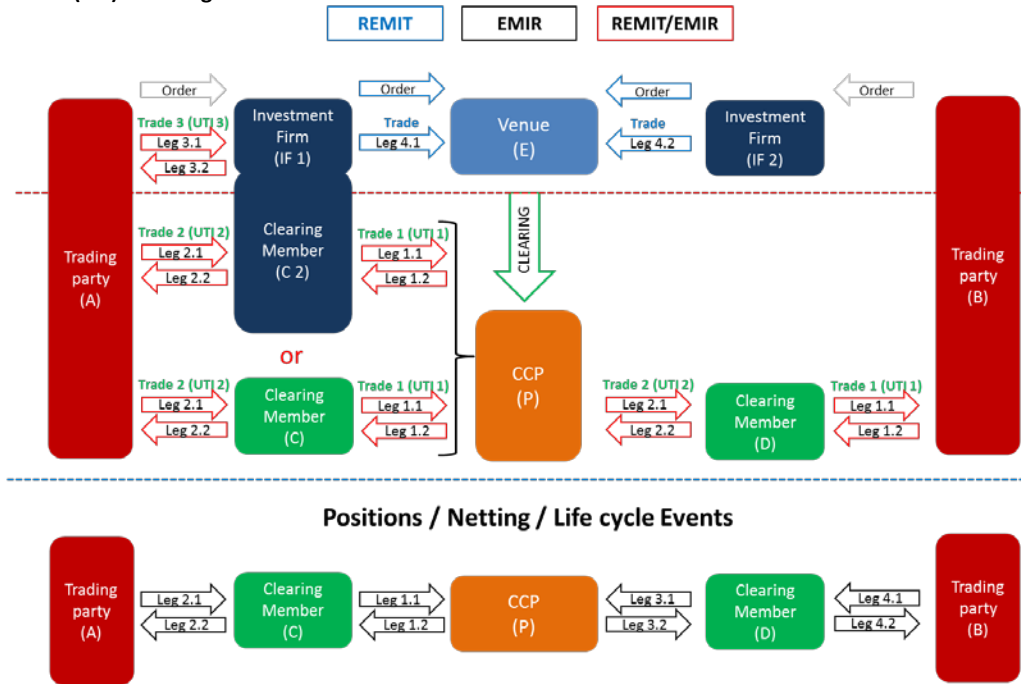 REMIT EMIR REMIT/EMIR
Order Order Order Order
Trade 3 (UTI 3)
Leg 3.1
Leg 3.2
Investment
Firm
(IF 1)
Trade
Leg 4.1
Venue
(E)
Trade
Leg 4.2
Investment
Firm
(IF 2)
Trading
party
(A)
Trade 2 (UTI 2)
Leg 2.1
Leg 2.2
Clearing
Member
(C 2)
Trade 1 (UTI 1)
Leg 1.1
Leg 1.2
CLEARING
Trading
party
(B)
or
Trade 2 (UTI 2)
Leg 2.1
Leg 2.2
Clearing
Member
(C)
Trade 1 (UTI 1)
Leg 1.1
Leg 1.2
CCP
(P)
Trade 2 (UTI 2)
Leg 2.1
Leg 2.2
Clearing
Member
(D)
Trade 1 (UTI 1)
Leg 1.1
Leg 1.2
Positions / Netting / Life cycle Events
Trading
party
(A)
Leg 2.1
Leg 2.2
Clearing
Member
(C)
Leg 1.1
Leg 1.2
CCP
(P)
Leg 3.1
Leg 3.2
Clearing
Member
(D)
Leg 4.1
Leg 4.2
Trading
party
(B)